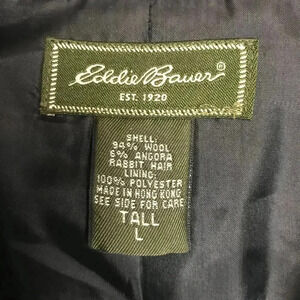 Eddie Bauer®
EST. 1920
SHELL:
94% WOOL
6% ANGORA
RABBIT HAIR
LINING:
100% POLYESTER
MADE IN HONG KONG
SEE SIDE FOR CARE
TALL
L